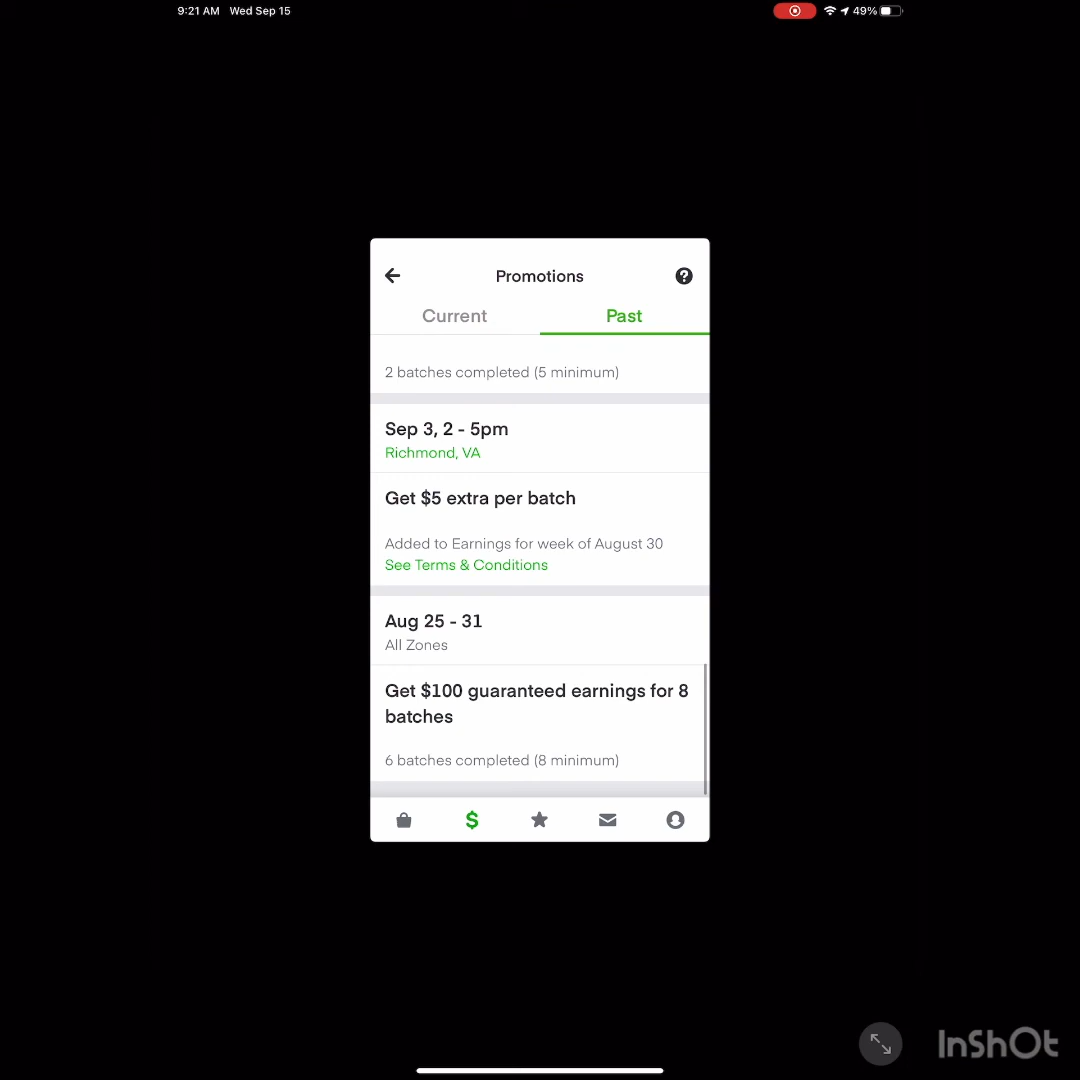 9:21 AM Wed Sep 15
49%
Promotions
Current Past
2 batches completed (5 minimum)
Sep 3, 2 - 5pm
Richmond, VA
Get $5 extra per batch
Added to Earnings for week of August 30
See Terms & Conditions
Aug 25 - 31
All Zones
Get $100 guaranteed earnings for 8
batches
6 batches completed (8 minimum)
InShOt